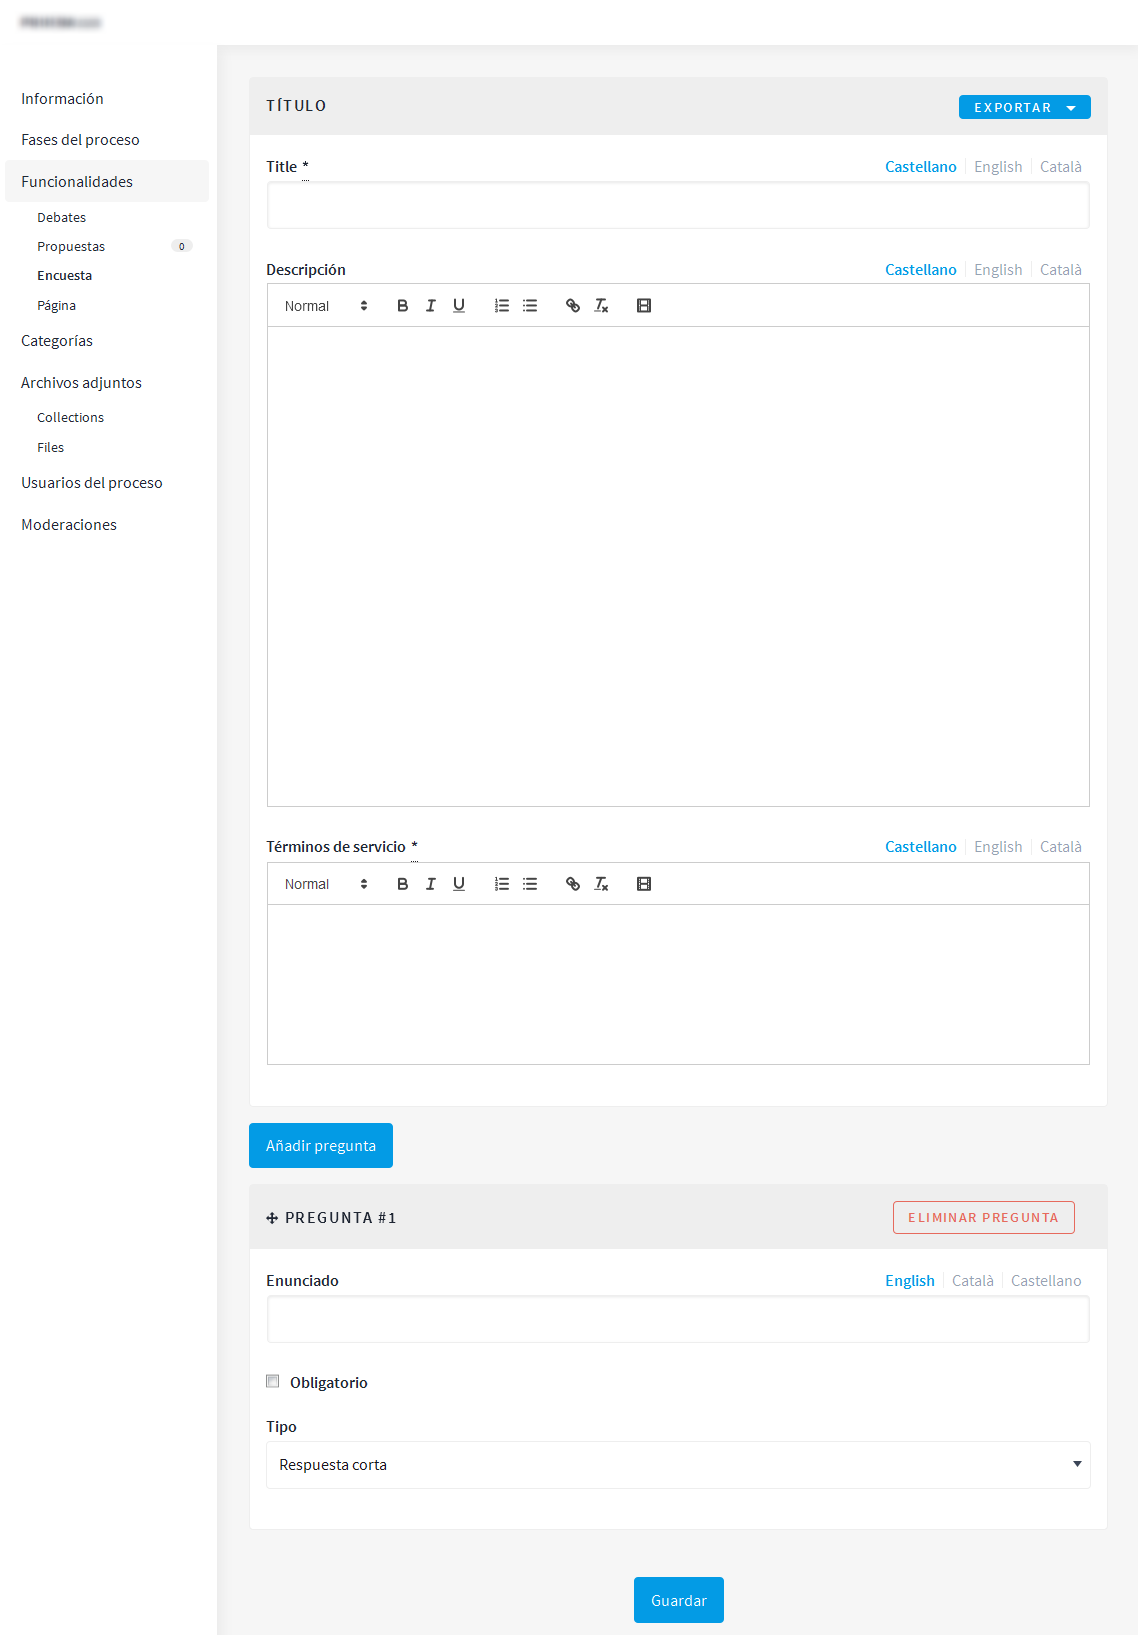 Información
Fases del proceso
Funcionalidades
Debates
Propuestas 0
Encuesta
Página
Categorías
Archivos adjuntos
Collections
Files
Usuarios del proceso
Moderaciones
TÍTULO EXPORTAR
Title * Castellano English Català
Descripción Castellano English Català
Normal
Términos de servicio * Castellano English Català
Normal
Añadir pregunta
PREGUNTA #1 ELIMINAR PREGUNTA
Enunciado English Català Castellano
Obligatorio
Tipo
Respuesta corta
Guardar